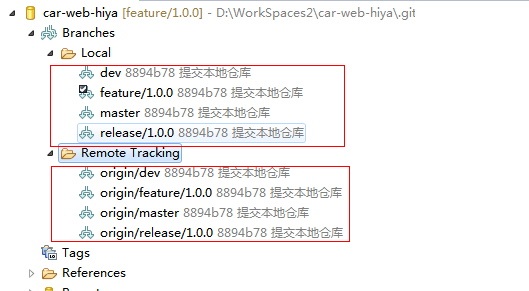 car-web-hiya [feature/1.0.0] - D:\WorkSpaces2\car-web-hiya\.git
Branches
Local
dev 8894b78 提交本地仓库
feature/1.0.0 8894b78 提交本地仓库
master 8894b78 提交本地仓库
release/1.0.0 8894b78 提交本地仓库
Remote Tracking
origin/dev 8894b78 提交本地仓库
origin/feature/1.0.0 8894b78 提交本地仓库
origin/master 8894b78 提交本地仓库
origin/release/1.0.0 8894b78 提交本地仓库
Tags
References